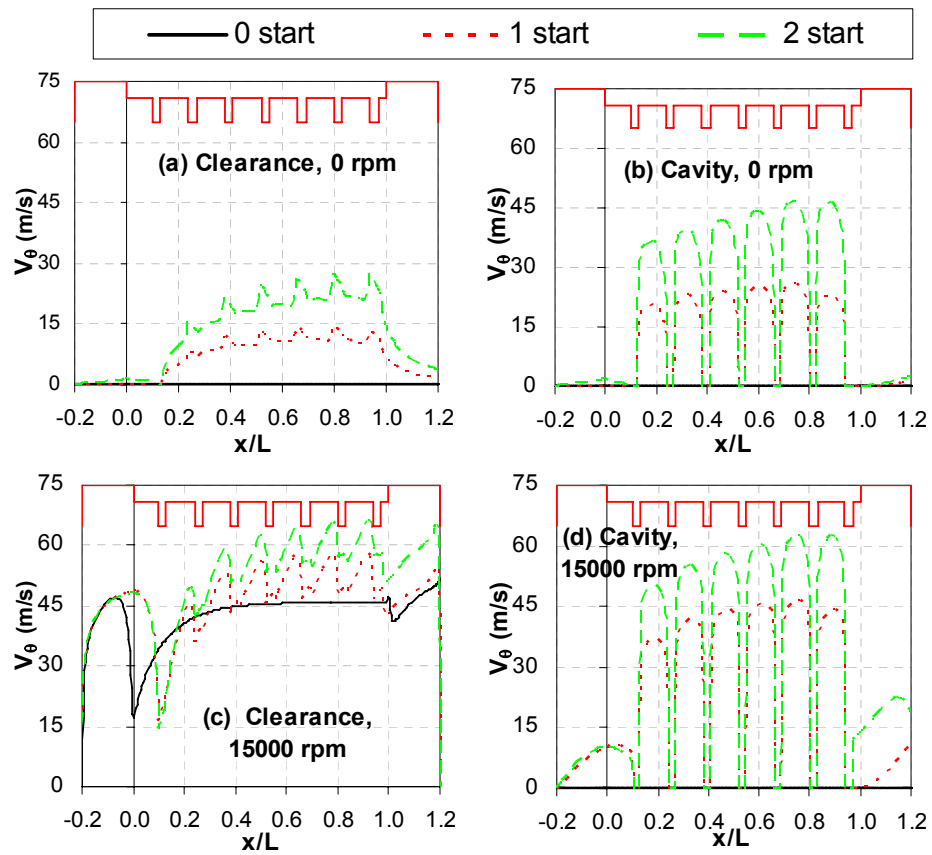 0 start 1 start 2 start
75
60
45
30
15
0
Vθ (m/s)
(a) Clearance, 0 rpm
-0.2 0.0 0.2 0.4 0.6 0.8 1.0 1.2
x/L
75
60
45
30
15
0
Vθ (m/s)
(b) Cavity, 0 rpm
-0.2 0.0 0.2 0.4 0.6 0.8 1.0 1.2
x/L
75
60
45
30
15
0
Vθ (m/s)
(c) Clearance,
15000 rpm
-0.2 0.0 0.2 0.4 0.6 0.8 1.0 1.2
x/L
75
60
45
30
15
0
Vθ (m/s)
(d) Cavity,
15000 rpm
-0.2 0.0 0.2 0.4 0.6 0.8 1.0 1.2
x/L